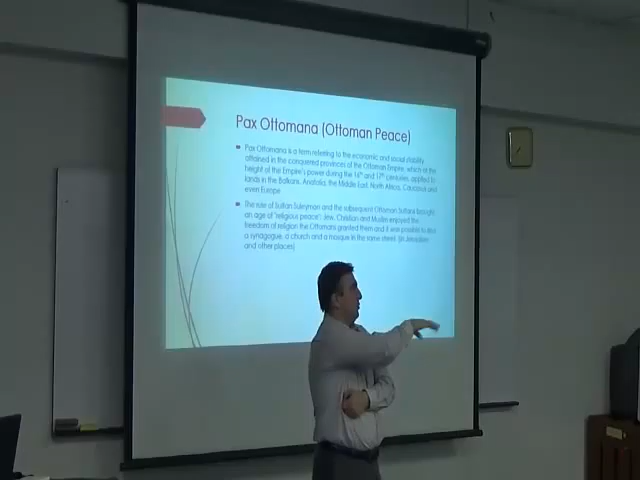 Pax Ottomana (Ottoman Peace)
Pax Ottomana is a term referring to the economic and social stability
attained in the conquered provinces of the Ottoman Empire, which at the
height of the Empire's power during the 16th and 17th centuries, applied to
lands in the Balkans, Anatolia, the Middle East, North Africa, Caucasus and
even Europe
The rule of Sultan Suleyman and the subsequent Ottoman Sultans brought
an age of "religious peace": Jew, Christian and Muslim enjoyed the
freedom of religion the Ottomans granted them and it was possible to find
a synagogue, a church and a mosque in the same street. (in Jerusalem
and other places)